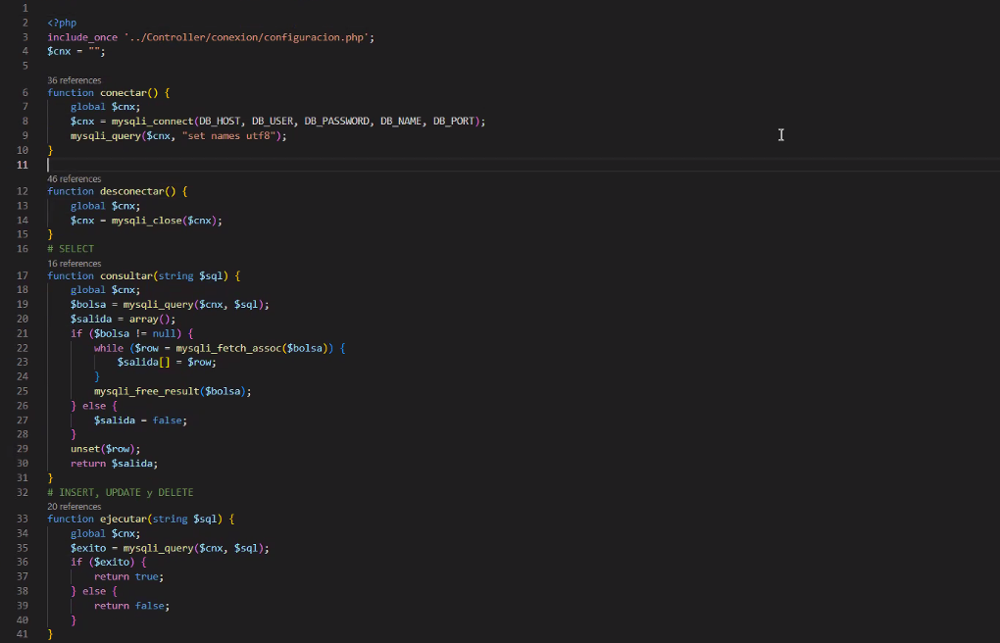 1
2 <?php
3 include_once '../Controller/conexion/configuracion.php';
4 $cnx = "";
5
36 references
6 function conectar() {
7 global $cnx;
8 $cnx = mysqli_connect(DB_HOST, DB_USER, DB_PASSWORD, DB_NAME, DB_PORT);
9 mysqli_query($cnx, "set names utf8");
10 }
11
46 references
12 function desconectar() {
13 global $cnx;
14 $cnx = mysqli_close($cnx);
15 }
16 # SELECT
16 references
17 function consultar(string $sql) {
18 global $cnx;
19 $bolsa = mysqli_query($cnx, $sql);
20 $salida = array();
21 if ($bolsa != null) {
22 while ($row = mysqli_fetch_assoc($bolsa)) {
23 $salida[] = $row;
24 }
25 mysqli_free_result($bolsa);
26 } else {
27 $salida = false;
28 }
29 unset($row);
30 return $salida;
31 }
32 # INSERT, UPDATE y DELETE
20 references
33 function ejecutar(string $sql) {
34 global $cnx;
35 $exito = mysqli_query($cnx, $sql);
36 if ($exito) {
37 return true;
38 } else {
39 return false;
40 }
41 }